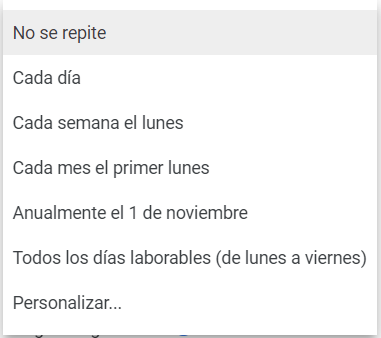 No se repite
Cada día
Cada semana el lunes
Cada mes el primer lunes
Anualmente el 1 de noviembre
Todos los días laborables (de lunes a viernes)
Personalizar...